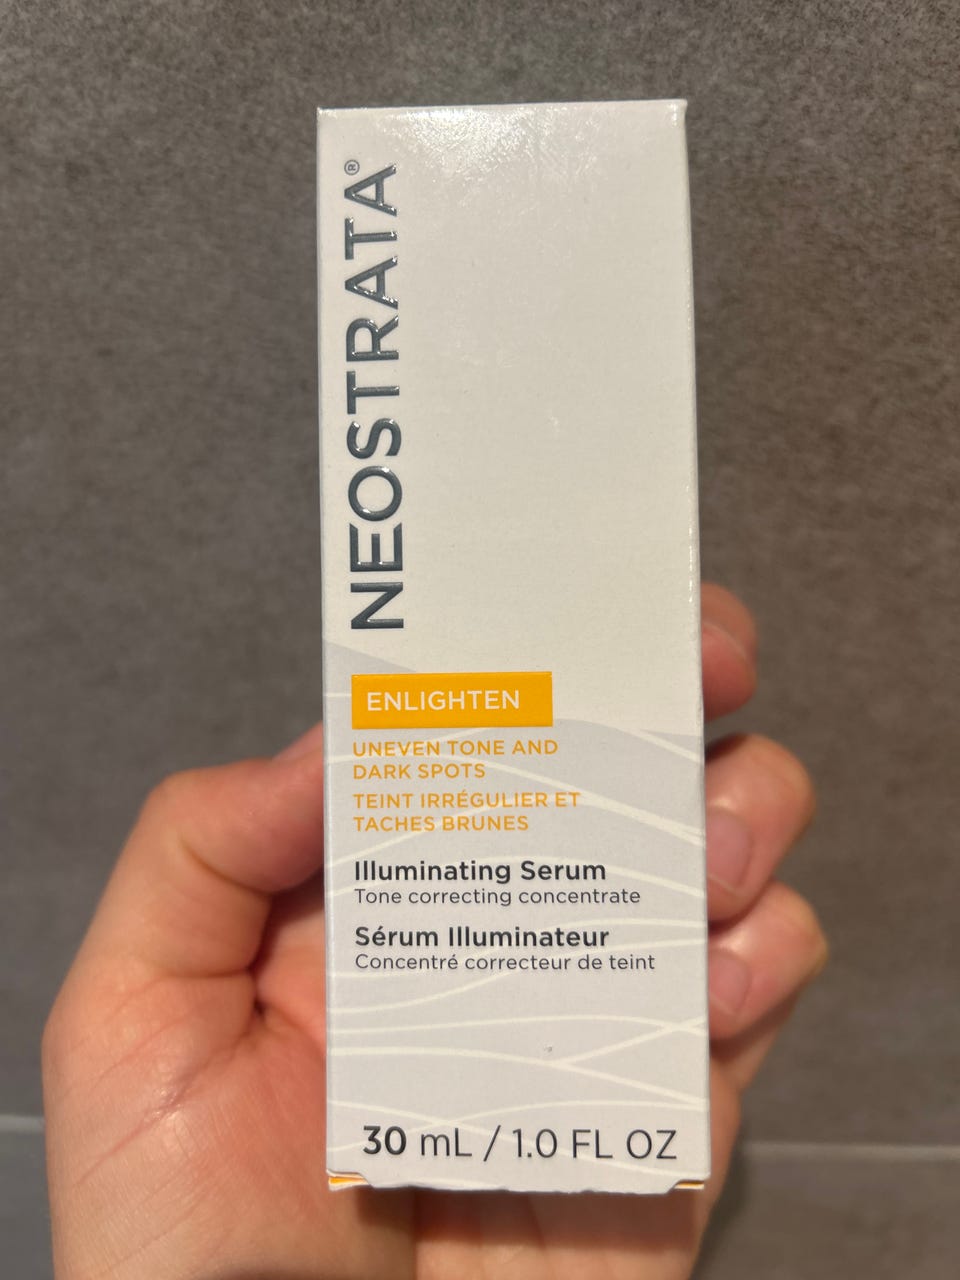 NEOSTRATA®
ENLIGHTEN
UNEVEN TONE AND
DARK SPOTS
TEINT IRRÉGULIER ET
TACHES BRUNES
Illuminating Serum
Tone correcting concentrate
Sérum Illuminateur
Concentré correcteur de teint
30 mL / 1.0 FL OZ